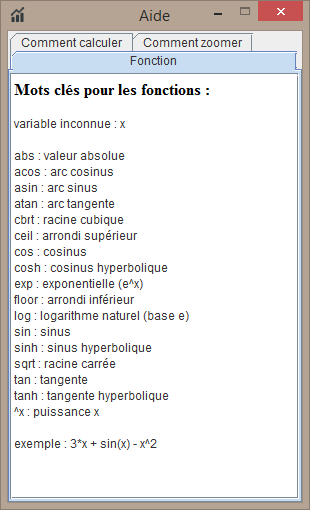 Aide
Comment calculer
Comment zoomer
Fonction
Mots clés pour les fonctions :
variable inconnue : x
abs : valeur absolue
acos : arc cosinus
asin : arc sinus
atan : arc tangente
cbrt : racine cubique
ceil : arrondi supérieur
cos : cosinus
cosh : cosinus hyperbolique
exp : exponentielle (e^x)
floor : arrondi inférieur
log : logarithme naturel (base e)
sin : sinus
sinh : sinus hyperbolique
sqrt : racine carrée
tan : tangente
tanh : tangente hyperbolique
^x : puissance x
exemple : 3*x + sin(x) - x^2